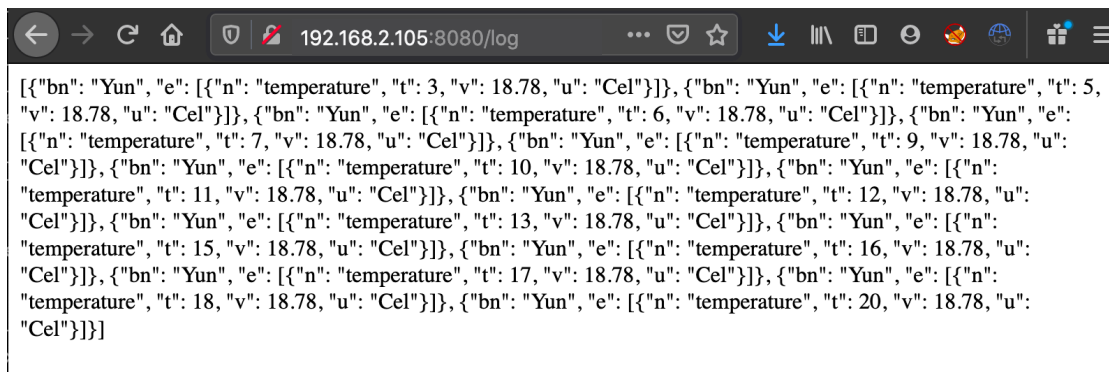 192.168.2.105:8080/log
[{"bn": "Yun", "e": [{"n": "temperature", "t": 3, "v": 18.78, "u": "Cel"}]}, {"bn": "Yun", "e": [{"n": "temperature", "t": 5,
"v": 18.78, "u": "Cel"}]}, {"bn": "Yun", "e": [{"n": "temperature", "t": 6, "v": 18.78, "u": "Cel"}]}, {"bn": "Yun", "e":
[{"n": "temperature", "t": 7, "v": 18.78, "u": "Cel"}]}, {"bn": "Yun", "e": [{"n": "temperature", "t": 9, "v": 18.78, "u":
"Cel"}]}, {"bn": "Yun", "e": [{"n": "temperature", "t": 10, "v": 18.78, "u": "Cel"}]}, {"bn": "Yun", "e": [{"n":
"temperature", "t": 11, "v": 18.78, "u": "Cel"}]}, {"bn": "Yun", "e": [{"n": "temperature", "t": 12, "v": 18.78, "u":
"Cel"}]}, {"bn": "Yun", "e": [{"n": "temperature", "t": 13, "v": 18.78, "u": "Cel"}]}, {"bn": "Yun", "e": [{"n":
"temperature", "t": 15, "v": 18.78, "u": "Cel"}]}, {"bn": "Yun", "e": [{"n": "temperature", "t": 16, "v": 18.78, "u":
"Cel"}]}, {"bn": "Yun", "e": [{"n": "temperature", "t": 17, "v": 18.78, "u": "Cel"}]}, {"bn": "Yun", "e": [{"n":
"temperature", "t": 18, "v": 18.78, "u": "Cel"}]}, {"bn": "Yun", "e": [{"n": "temperature", "t": 20, "v": 18.78, "u":
"Cel"}]}]